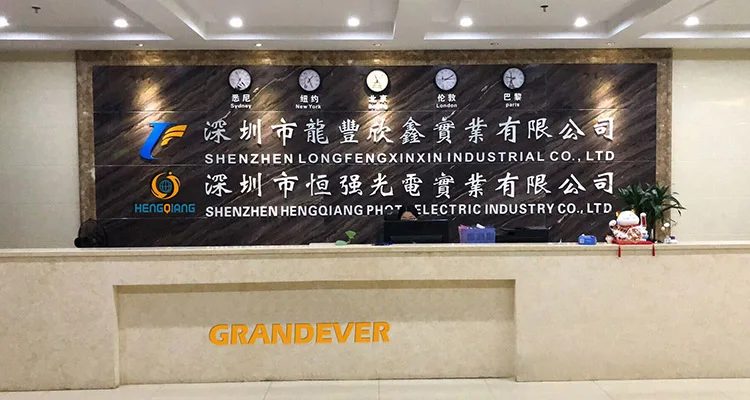 悉尼 纽约 北京 伦敦 巴黎
Sydney New York Beijing London paris
深圳市龍豐欣鑫實業有限公司
SHENZHEN LONGFENGXINXIN INDUSTRIAL CO., LTD
深圳市恒强光電實業有限公司
HENGQIANG SHENZHEN HENGQIANG PHOTOELECTRIC INDUSTRY CO., LTD
GRANDEVER